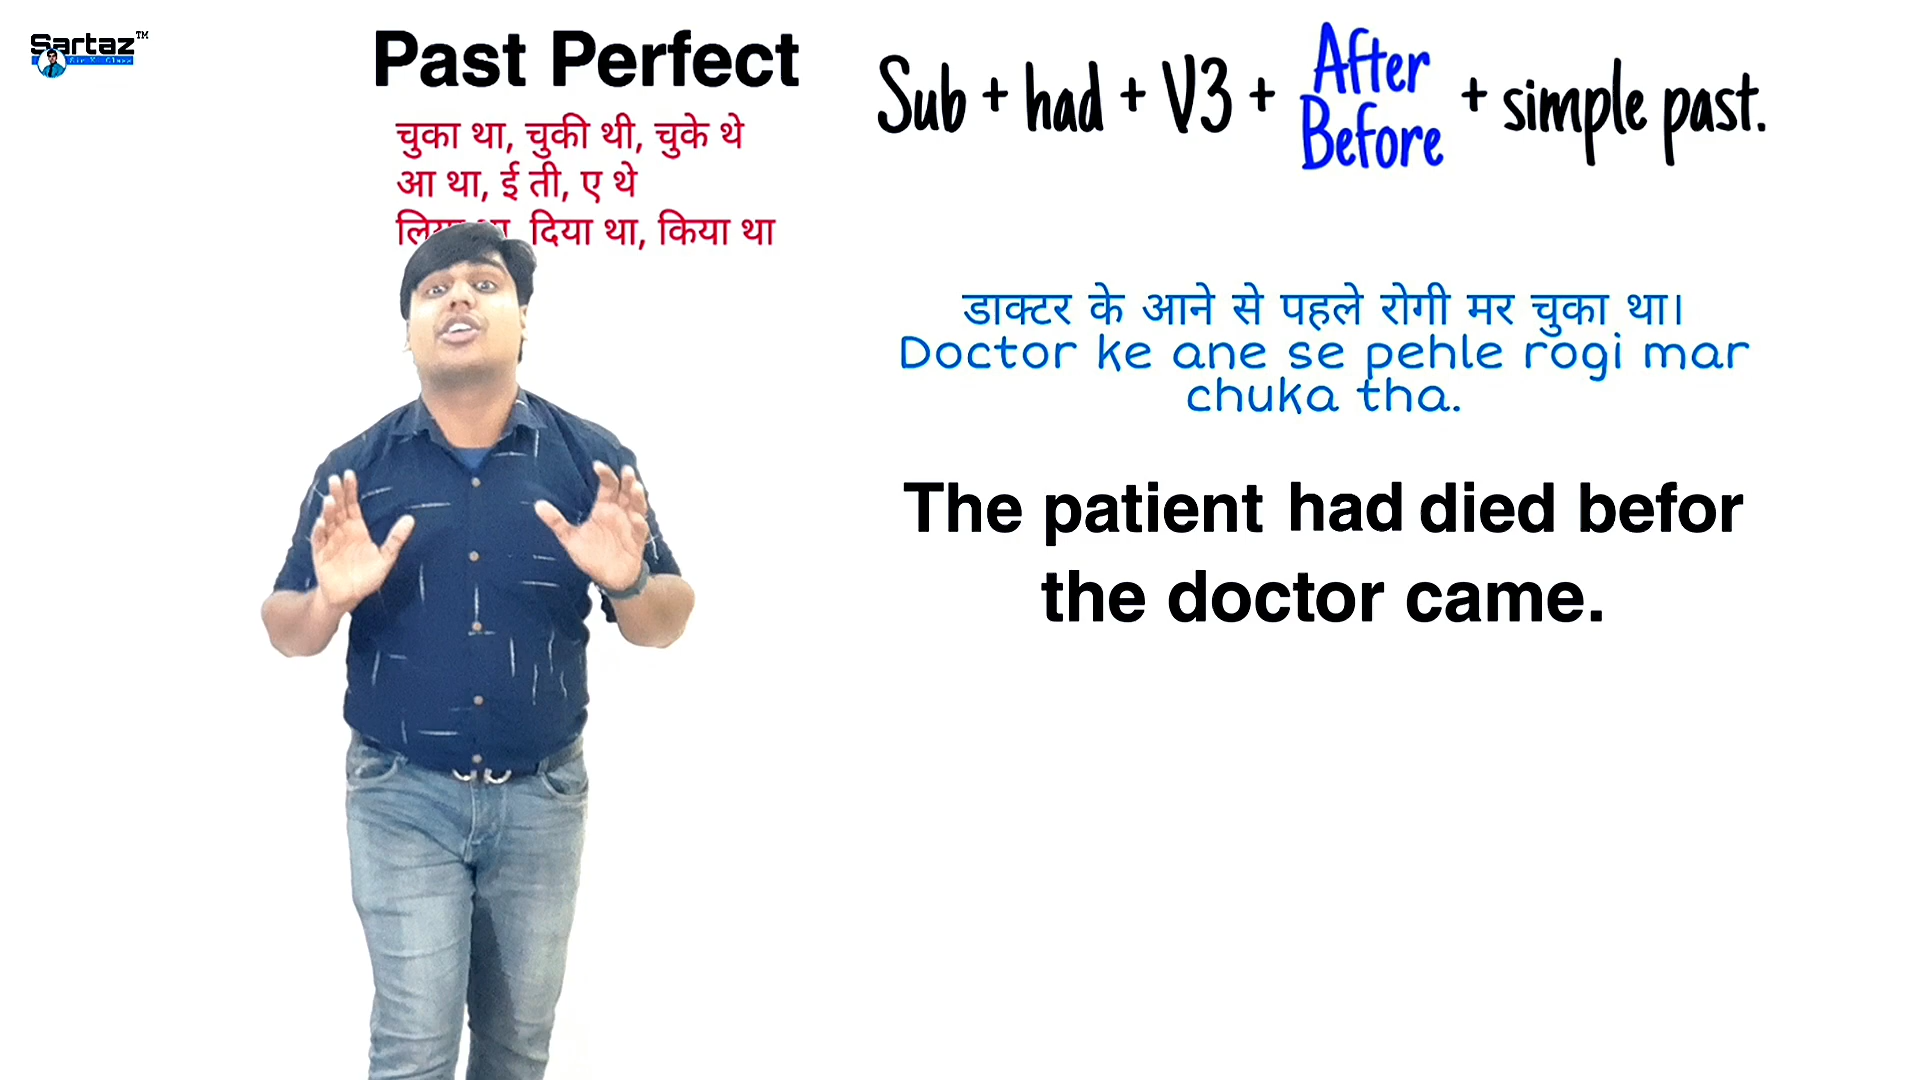 Sartaz™
Past Perfect
चुका था, चुकी थी, चुके थे
आ था, ई ती, ए थे
दिया था, किया था
Sub + had + V3 + After Before + simple past.
डाक्टर के आने से पहले रोगी मर चुका था।
Doctor ke ane se pehle rogi mar
chuka tha.
The patient had died befor
the doctor came.